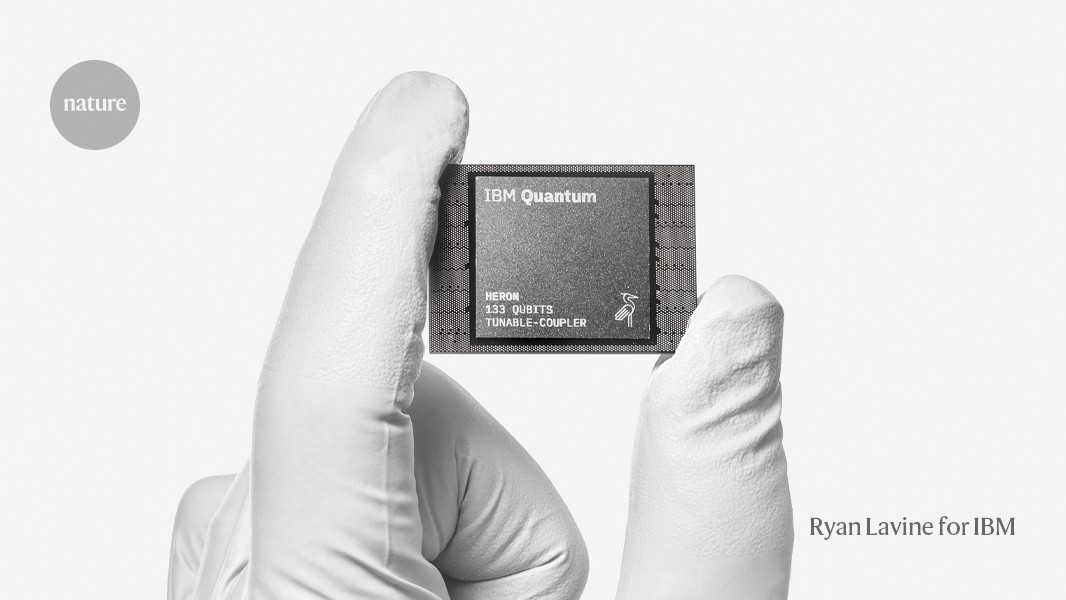 nature
IBM Quantum
HERON
133 QUBITS
TUNABLE-COUPLER
Ryan Lavine for IBM